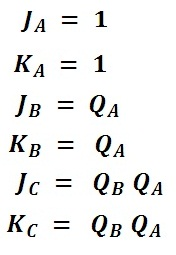 J_A = 1
K_A = 1
J_B = Q_A
K_B = Q_A
J_C = Q_B Q_A
K_C = Q_B Q_A